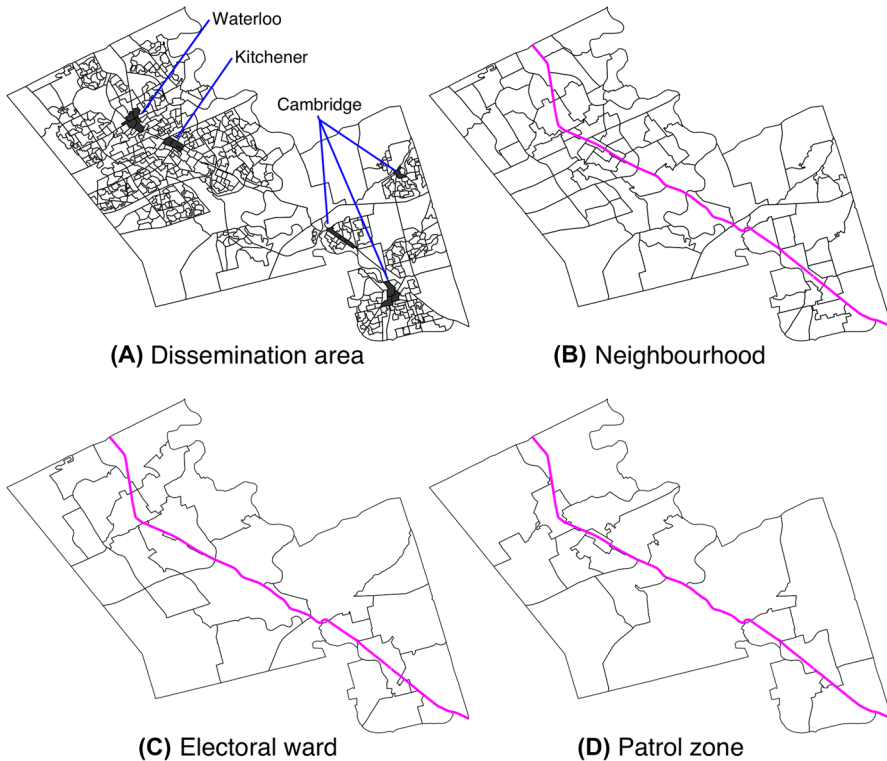 Waterloo
Kitchener
Cambridge
(A) Dissemination area
(B) Neighbourhood
(C) Electoral ward
(D) Patrol zone